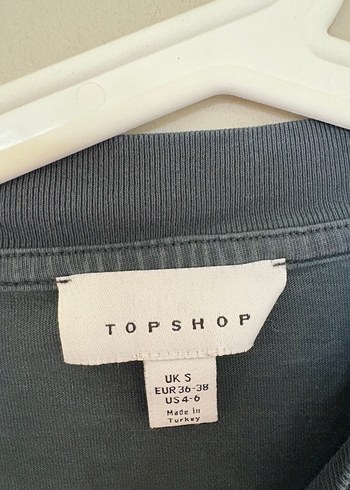 TOPSHOP
UK S
EUR 36-38
US 4-6
Made in
Turkey